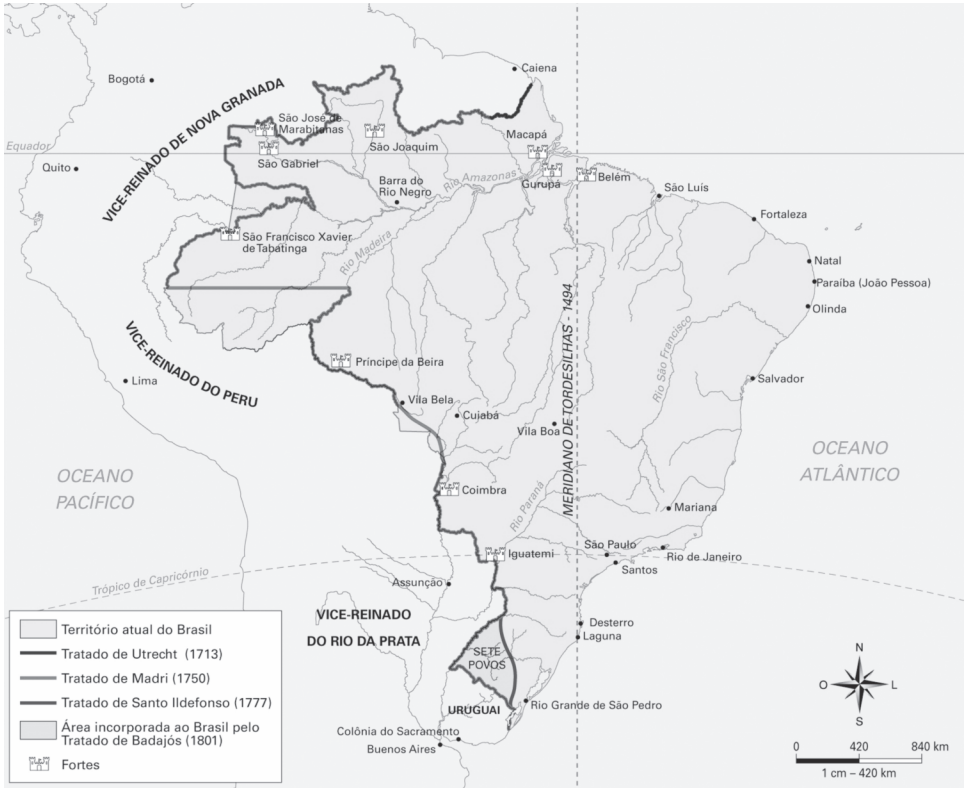 Bogotá
Caiena
VICE-REINADO DE NOVA GRANADA
São José de
Marabitanas
São Joaquim
Macapá
Equador
Quito
São Gabriel
Gurupá
Belém
Barra do
Rio Negro
Rio Amazonas
São Luís
Fortaleza
São Francisco Xavier
de Tabatinga
Rio Madeira
Natal
Paraíba (João Pessoa)
Olinda
MERIDIANO DE TORDESILHAS - 1494
Rio São Francisco
VICE-REINADO DO PERU
Lima
Príncipe da Beira
Salvador
Vila Bela
Cuiabá
Vila Boa
OCEANO
PACÍFICO
OCEANO
ATLÂNTICO
Coimbra
Rio Paraná
Mariana
São Paulo
Rio de Janeiro
Iguatemi
Santos
Trópico de Capricórnio
Assunção
VICE-REINADO
DO RIO DA PRATA
Desterro
Laguna
SETE
POVOS
URUGUAI
Rio Grande de São Pedro
Colônia do Sacramento
Buenos Aires
Território atual do Brasil
Tratado de Utrecht (1713)
Tratado de Madri (1750)
Tratado de Santo Ildefonso (1777)
Área incorporada ao Brasil pelo
Tratado de Badajós (1801)
Fortes
N
O
L
S
0 420 840 km
1 cm – 420 km